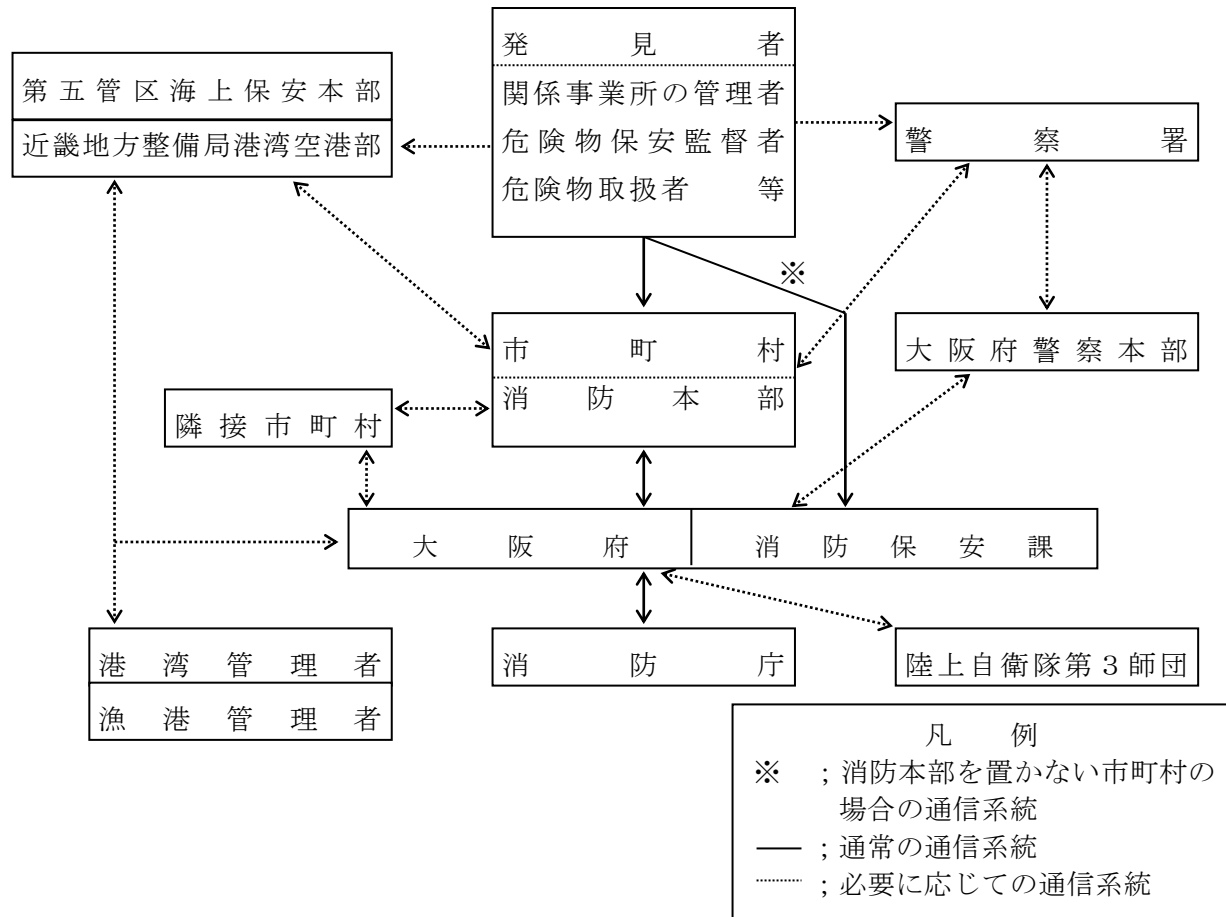 発見者
関係事業所の管理者
危険物保安監督者
危険物取扱者 等
第五管区海上保安本部
近畿地方整備局港湾空港部
警察署
※
市町村
消防本部
大阪府警察本部
隣接市町村
大阪府 消防保安課
港湾管理者
漁港管理者
消防庁
陸上自衛隊第3師団
凡例
※ ；消防本部を置かない市町村の
場合の通信系統
；通常の通信系統
；必要に応じての通信系統